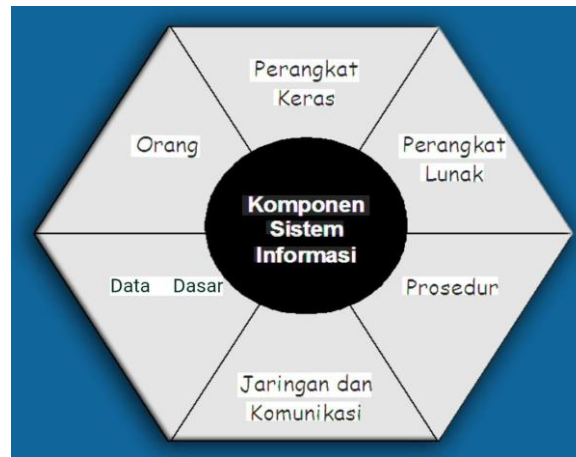 Perangkat
Keras
Orang
Perangkat
Lunak
Komponen
Sistem
Informasi
Data Dasar
Prosedur
Jaringan dan
Komunikasi